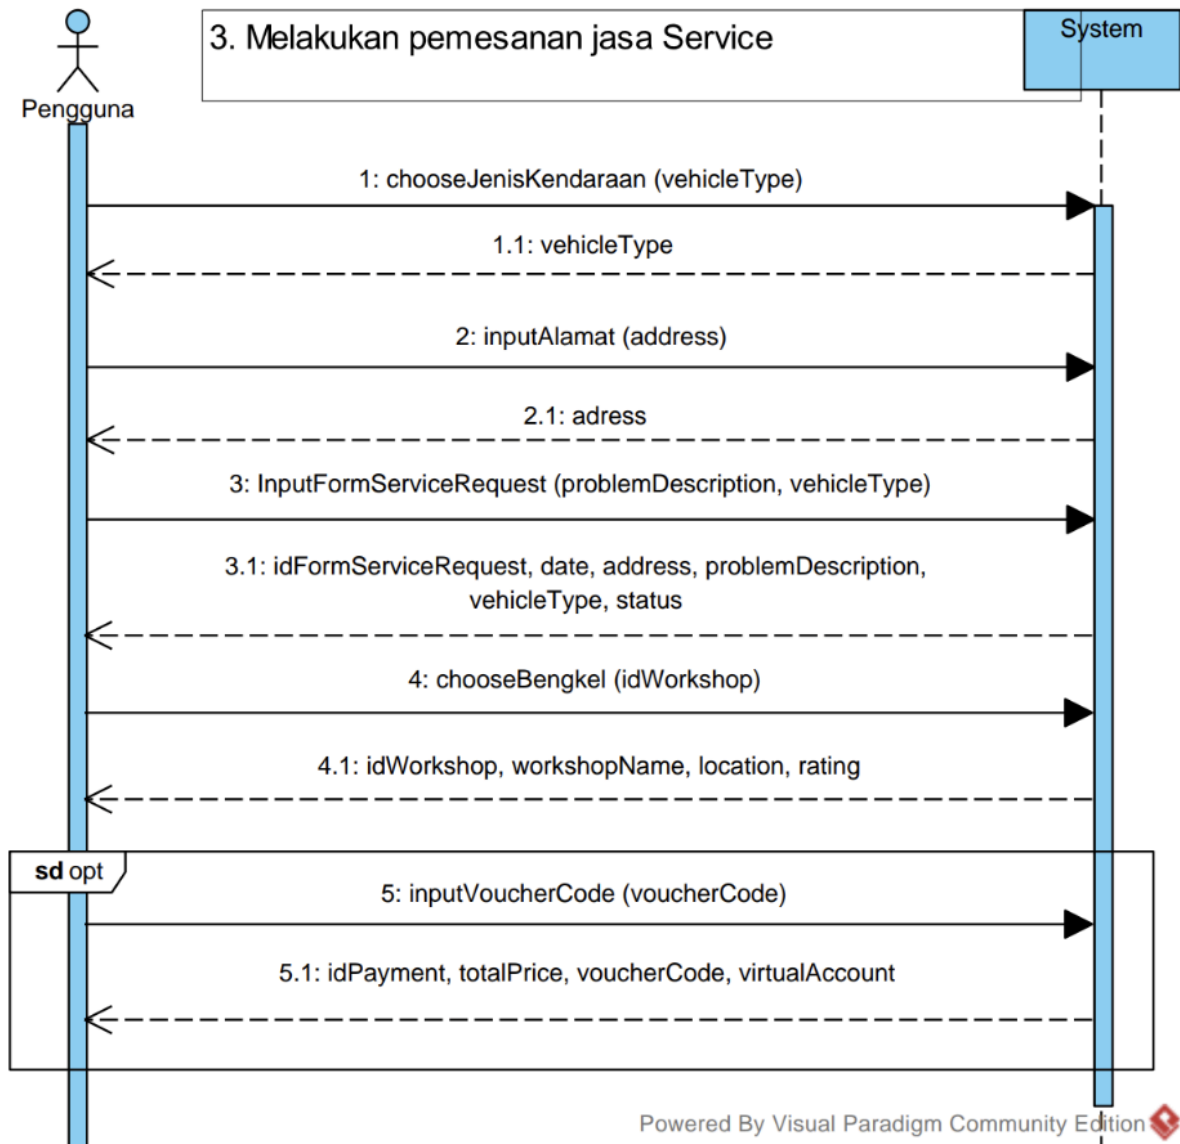 3. Melakukan pemesanan jasa Service
System
Pengguna
1: chooseJenisKendaraan (vehicleType)
1.1: vehicleType
2: inputAlamat (address)
2.1: adress
3: InputFormServiceRequest (problemDescription, vehicleType)
3.1: idFormServiceRequest, date, address, problemDescription,
vehicleType, status
4: chooseBengkel (idWorkshop)
4.1: idWorkshop, workshopName, location, rating
sd opt
5: inputVoucherCode (voucherCode)
5.1: idPayment, totalPrice, voucherCode, virtualAccount
Powered By Visual Paradigm Community Edition